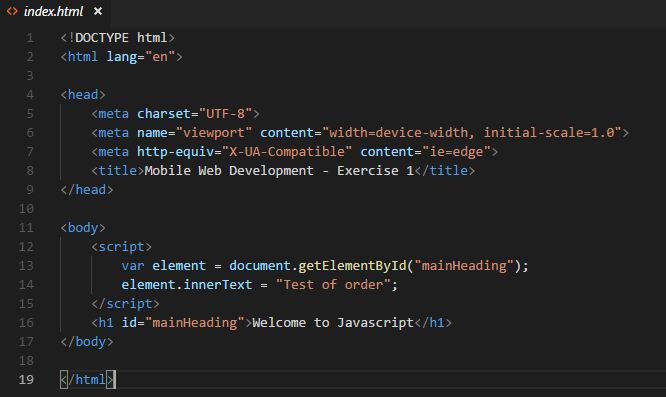 <> index.html ×
1 <!DOCTYPE html>
2 <html lang="en">
3
4 <head>
5     <meta charset="UTF-8">
6     <meta name="viewport" content="width=device-width, initial-scale=1.0">
7     <meta http-equiv="X-UA-Compatible" content="ie=edge">
8     <title>Mobile Web Development - Exercise 1</title>
9 </head>
10
11 <body>
12     <script>
13         var element = document.getElementById("mainHeading");
14         element.innerText = "Test of order";
15     </script>
16     <h1 id="mainHeading">Welcome to Javascript</h1>
17 </body>
18
19 </html>